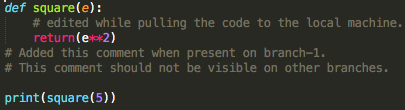 def square(e):
    # edited while pulling the code to the local machine.
    return(e**2)
# Added this comment when present on branch-1.
# This comment should not be visible on other branches.

print(square(5))